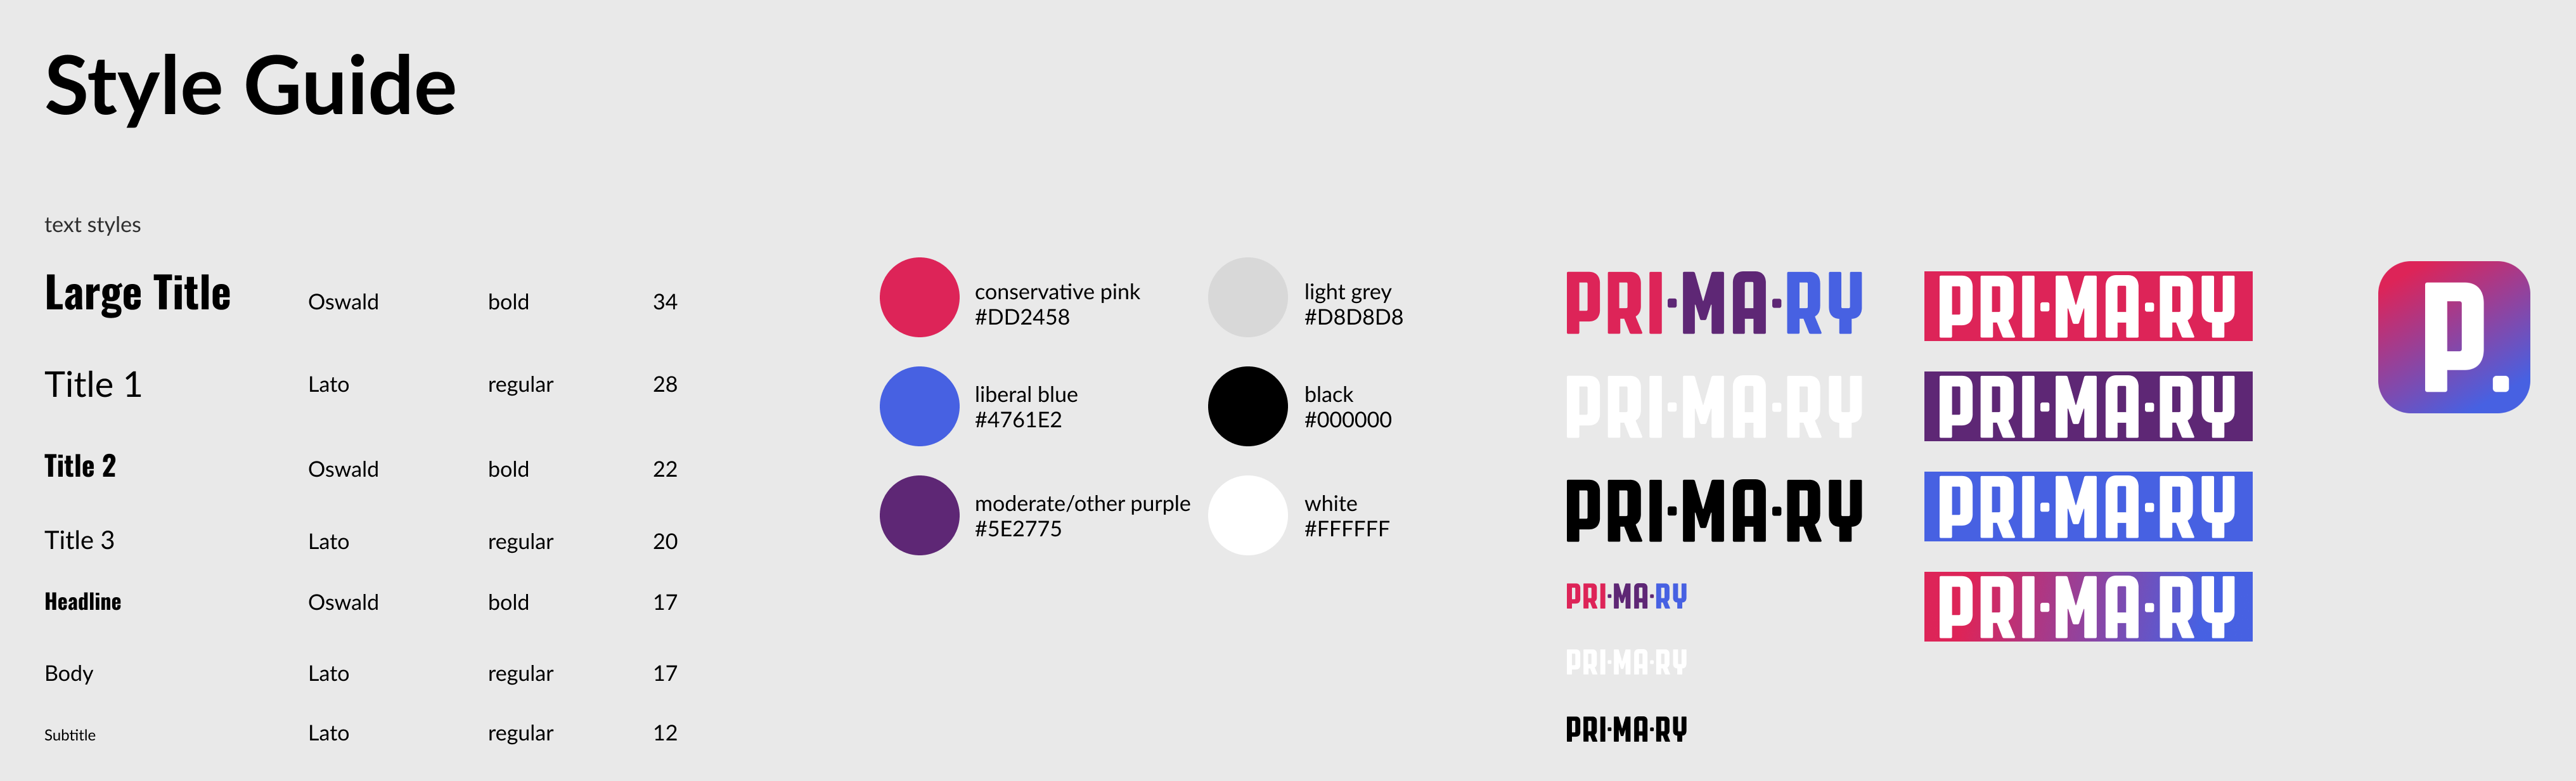 Style Guide
text styles
Large Title Oswald bold 34
Title 1 Lato regular 28
Title 2 Oswald bold 22
Title 3 Lato regular 20
Headline Oswald bold 17
Body Lato regular 17
Subtitle Lato regular 12
conservative pink
#DD2458
liberal blue
#4761E2
moderate/other purple
#5E2775
light grey
#D8D8D8
black
#000000
white
#FFFFFF
PRI·MA·RY
PRI·MA·RY
PRI·MA·RY
PRI·MA·RY
PRI·MA·RY
PRI·MA·RY
PRI·MA·RY
PRI·MA·RY
PRI·MA·RY
PRI·MA·RY
P.